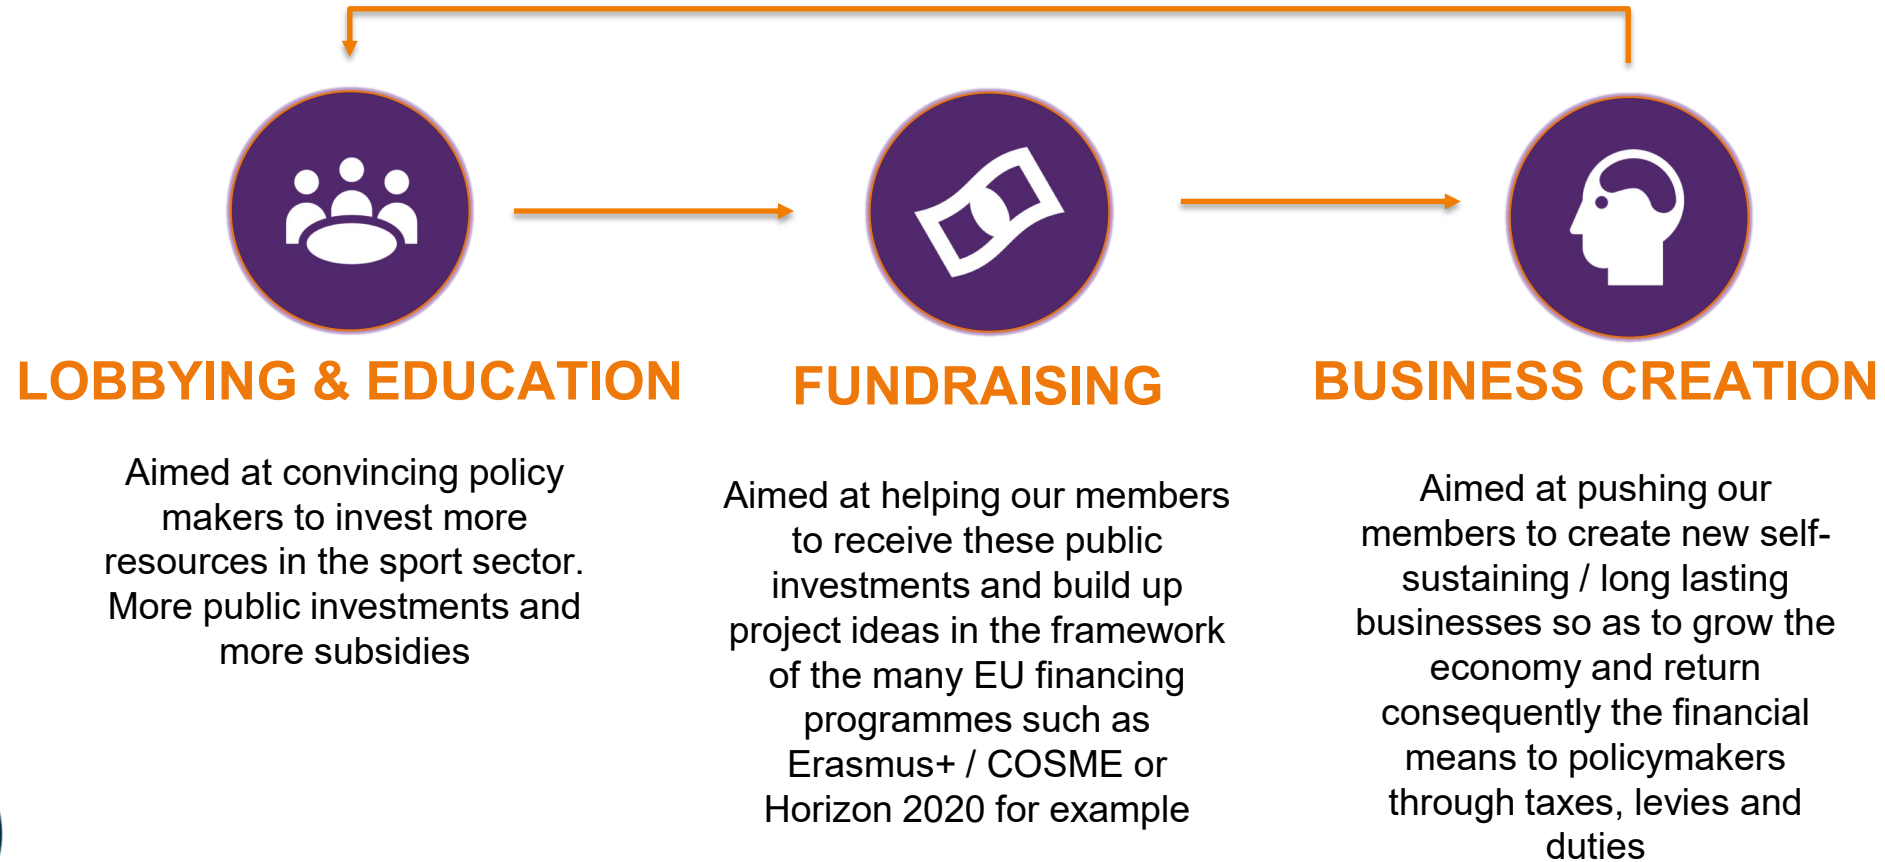 LOBBYING & EDUCATION
Aimed at convincing policy
makers to invest more
resources in the sport sector.
More public investments and
more subsidies
FUNDRAISING
Aimed at helping our members
to receive these public
investments and build up
project ideas in the framework
of the many EU financing
programmes such as
Erasmus+ / COSME or
Horizon 2020 for example
BUSINESS CREATION
Aimed at pushing our
members to create new self-
sustaining / long lasting
businesses so as to grow the
economy and return
consequently the financial
means to policymakers
through taxes, levies and
duties